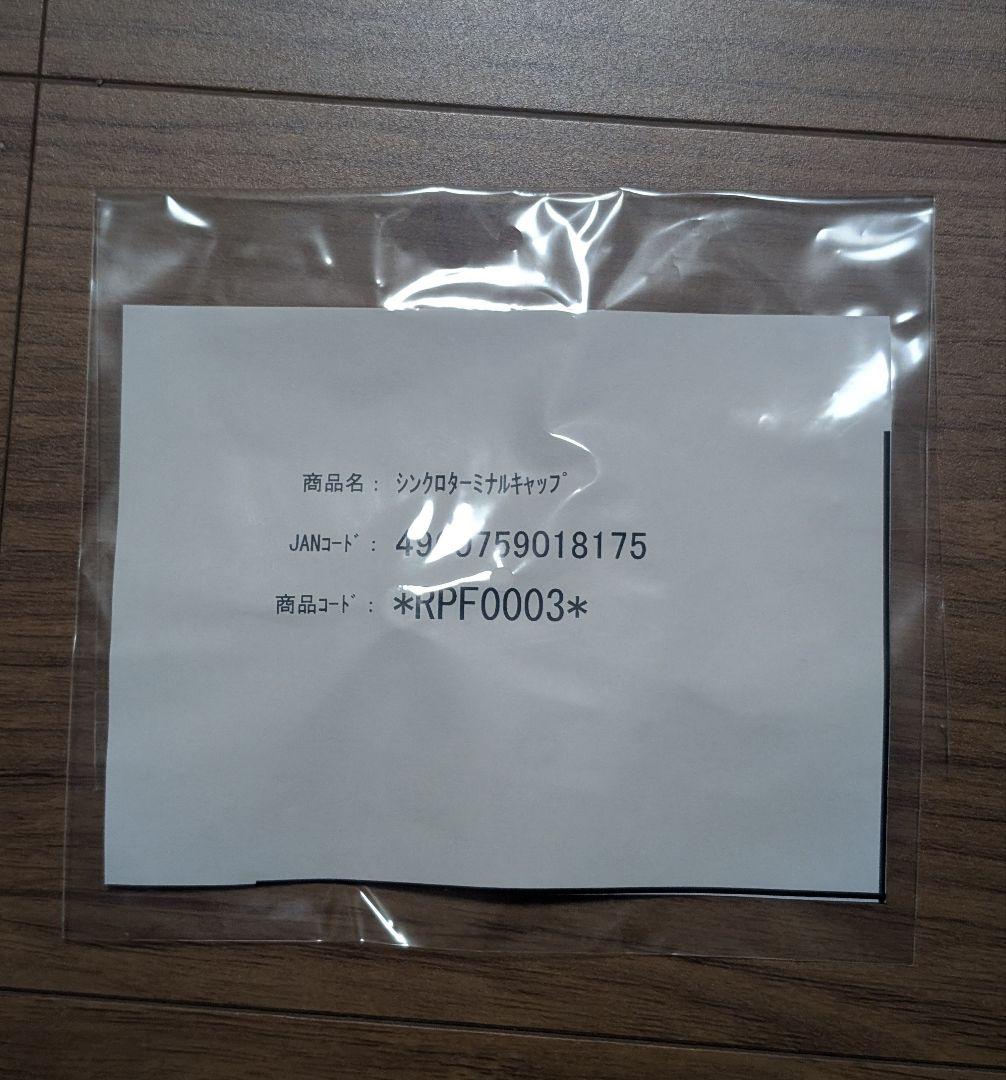 商品名： ｼﾝｸﾛﾀｰﾐﾅﾙｷｬｯﾌﾟ
JANｺｰﾄﾞ： 4960759018175
商品ｺｰﾄﾞ： *RPF0003*